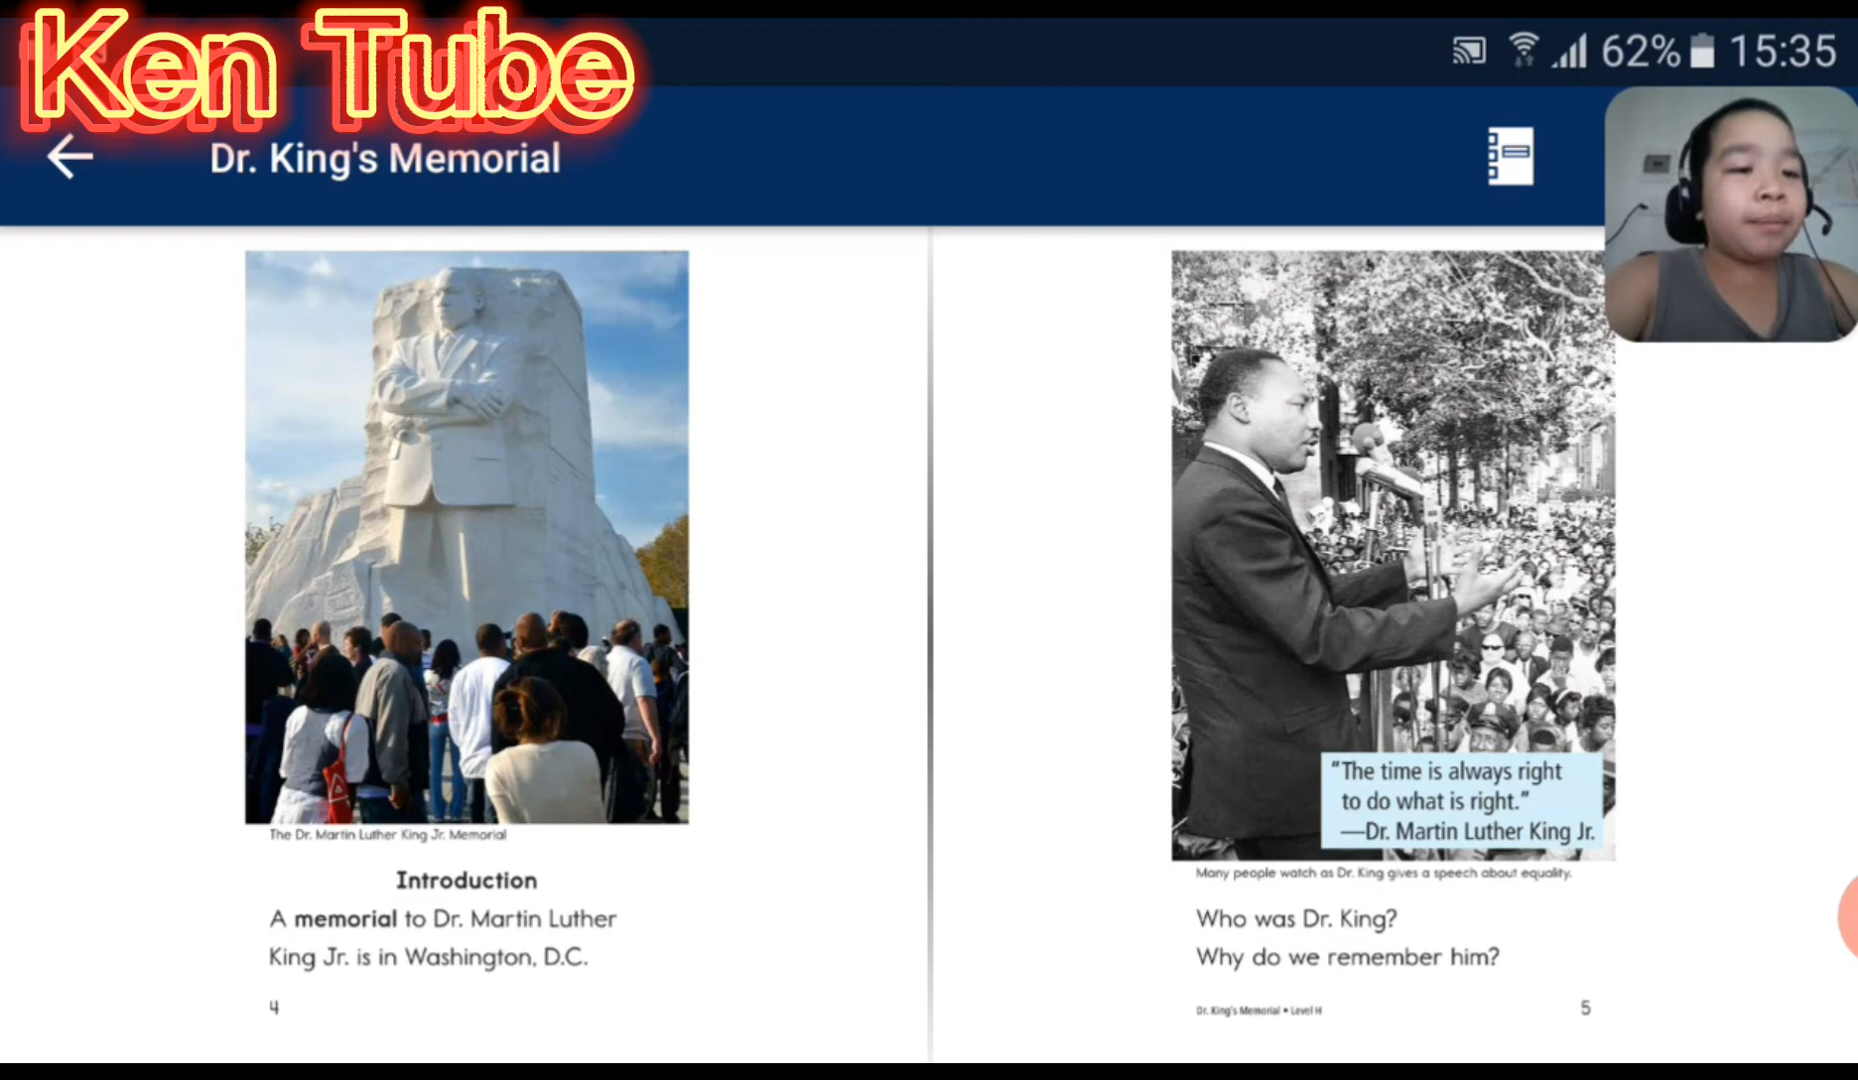 Ken Tube
62% 15:35
Dr. King's Memorial
The Dr. Martin Luther King Jr. Memorial
Introduction
A memorial to Dr. Martin Luther
King Jr. is in Washington, D.C.
4
“The time is always right
to do what is right.”
—Dr. Martin Luther King Jr.
Many people watch as Dr. King gives a speech about equality.
Who was Dr. King?
Why do we remember him?
Dr. King's Memorial • Level H
5